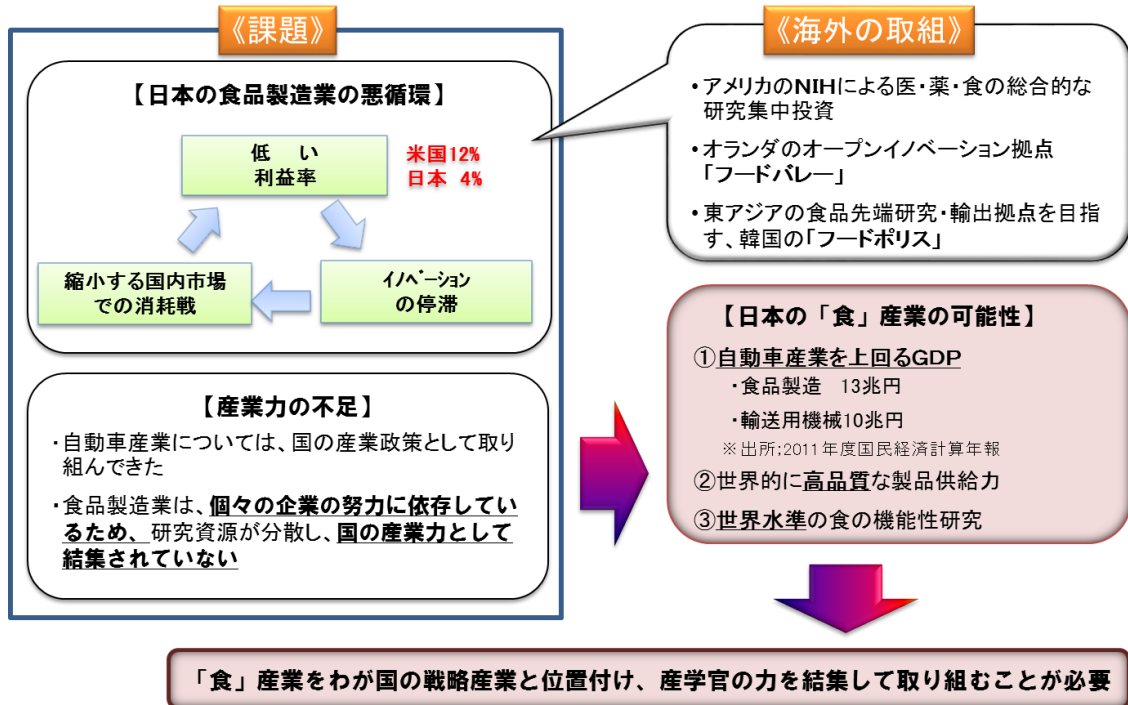 《課題》
【日本の食品製造業の悪循環】
低 い
利益率
米国12%
日本 4%
イノベーション
の停滞
縮小する国内市場
での消耗戦
【産業力の不足】
・自動車産業については、国の産業政策として取り
組んできた
・食品製造業は、個々の企業の努力に依存してい
るため、研究資源が分散し、国の産業力として
結集されていない
《海外の取組》
・アメリカのNIHによる医・薬・食の総合的な
研究集中投資
・オランダのオープンイノベーション拠点
「フードバレー」
・東アジアの食品先端研究・輸出拠点を目指
す、韓国の「フードポリス」
【日本の「食」産業の可能性】
①自動車産業を上回るGDP
・食品製造 13兆円
・輸送用機械10兆円
※出所;2011年度国民経済計算年報
②世界的に高品質な製品供給力
③世界水準の食の機能性研究
「食」産業をわが国の戦略産業と位置付け、産学官の力を結集して取り組むことが必要